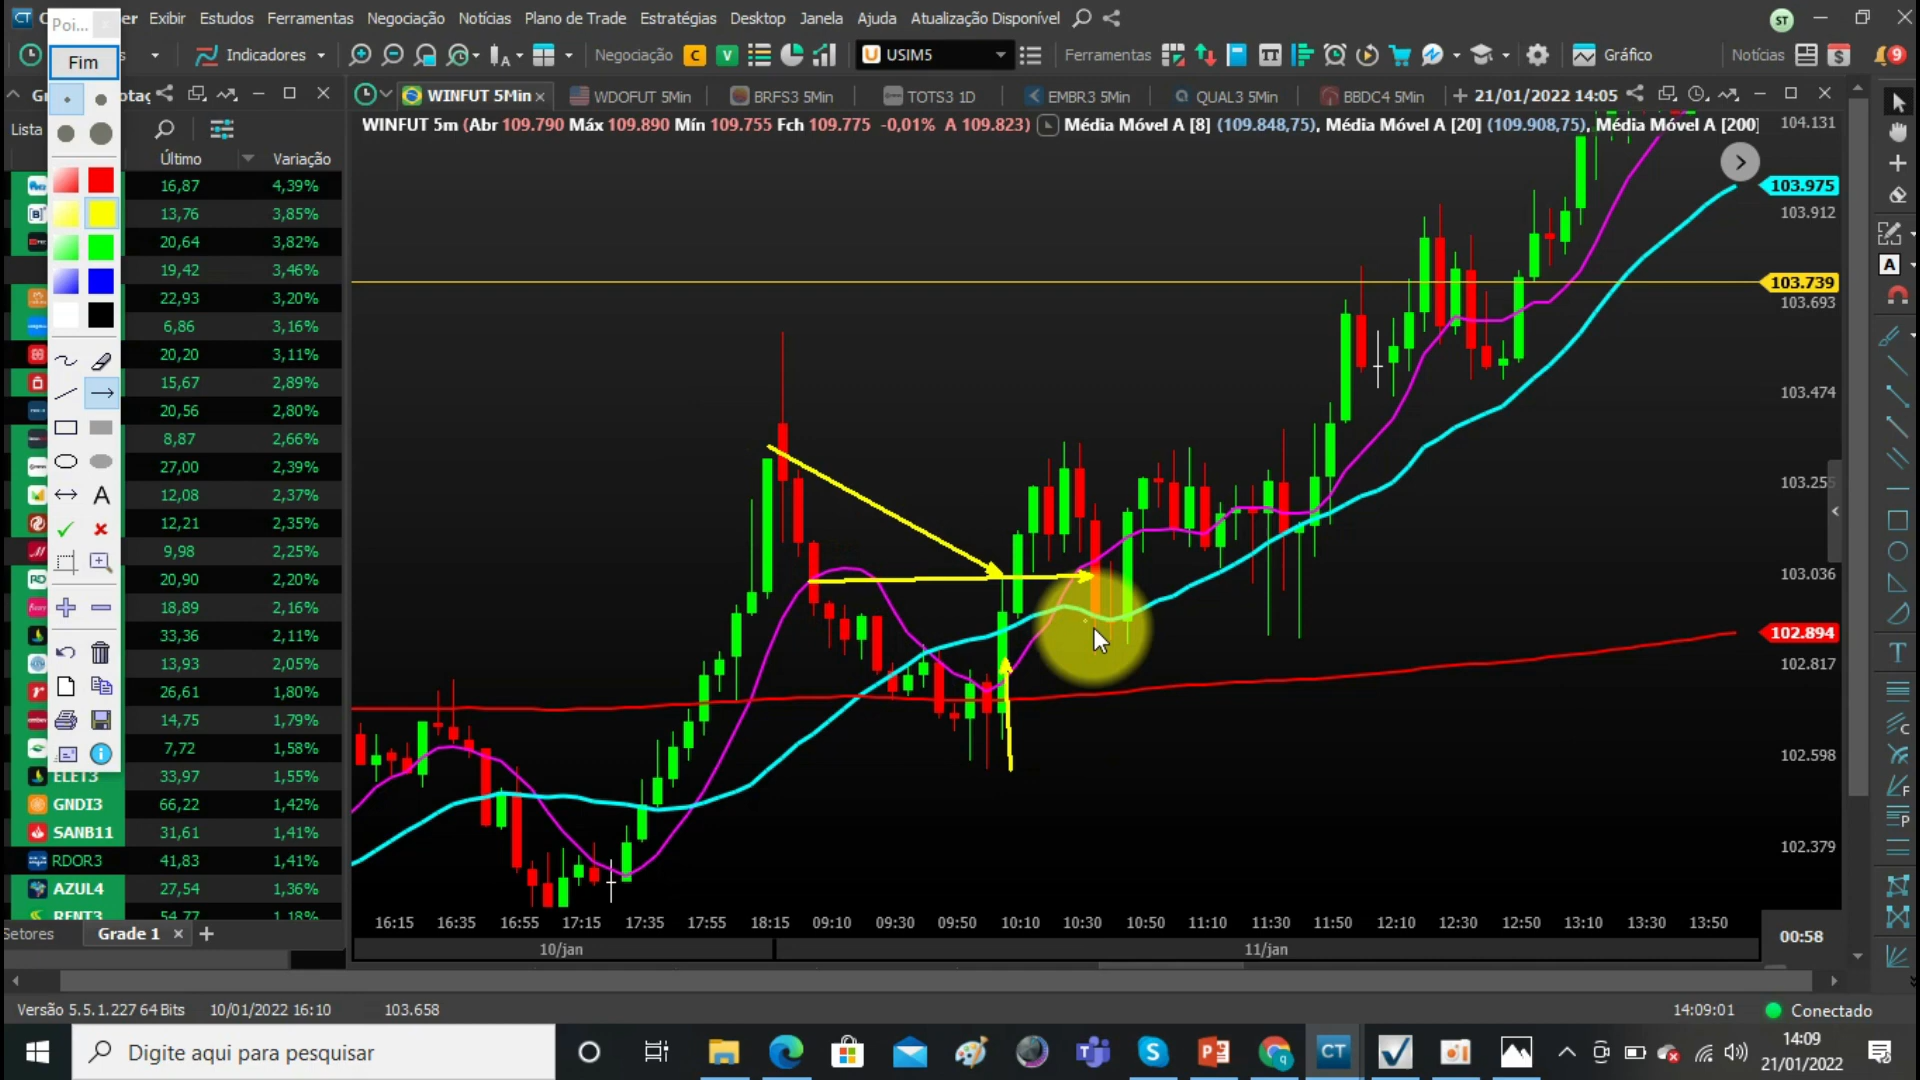 Poi...
CT
er Exibir Estudos Ferramentas Negociação Notícias Plano de Trade Estratégias Desktop Janela Ajuda Atualização Disponível
ST
Fim
Indicadores
Negociação
C
V
USIM5
Ferramentas
Gráfico
Notícias
9
WINFUT 5Min
WDOFUT 5Min
BRFS3 5Min
TOTS3 1D
EMBR3 5Min
QUAL3 5Min
BBDC4 5Min
21/01/2022 14:05
WINFUT 5m (Abr 109.790 Máx 109.890 Mín 109.755 Fch 109.775 -0,01% A 109.823) Média Móvel A [8] (109.848,75), Média Móvel A [20] (109.908,75), Média Móvel A [200]
Lista
Último Variação
16,87 4,39%
13,76 3,85%
20,64 3,82%
19,42 3,46%
22,93 3,20%
6,86 3,16%
20,20 3,11%
15,67 2,89%
20,56 2,80%
8,87 2,66%
27,00 2,39%
12,08 2,37%
12,21 2,35%
9,98 2,25%
20,90 2,20%
18,89 2,16%
33,36 2,11%
13,93 2,05%
26,61 1,80%
14,75 1,79%
7,72 1,58%
ELET3 33,97 1,55%
GNDI3 66,22 1,42%
SANB11 31,61 1,41%
RDOR3 41,83 1,41%
AZUL4 27,54 1,36%
RENT3 54,77 1,18%
Setores Grade 1
104.131
103.975
103.912
103.739
103.693
103.474
103.255
103.036
102.894
102.817
102.598
102.379
16:15 16:35 16:55 17:15 17:35 17:55 18:15 09:10 09:30 09:50 10:10 10:30 10:50 11:10 11:30 11:50 12:10 12:30 12:50 13:10 13:30 13:50
00:58
10/jan 11/jan
Versão 5.5.1.227 64 Bits 10/01/2022 16:10 103.658
14:09:01 Conectado
Digite aqui para pesquisar
CT
14:09
21/01/2022